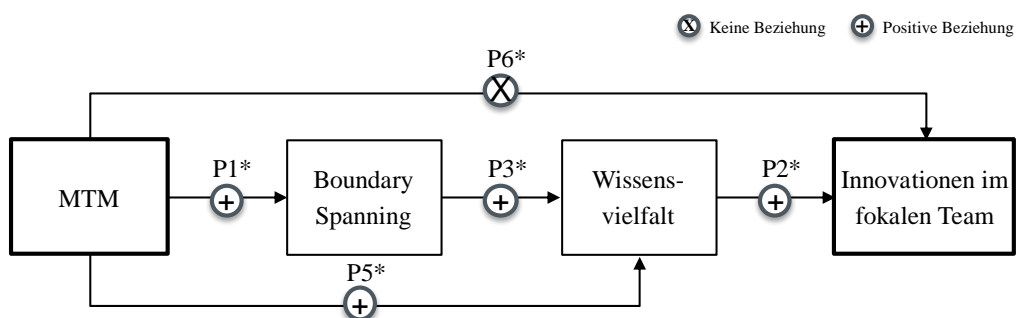 X Keine Beziehung + Positive Beziehung
P6*
X
P1* P3* P2*
MTM + Boundary Spanning + Wissens-vielfalt + Innovationen im fokalen Team
P5*
+